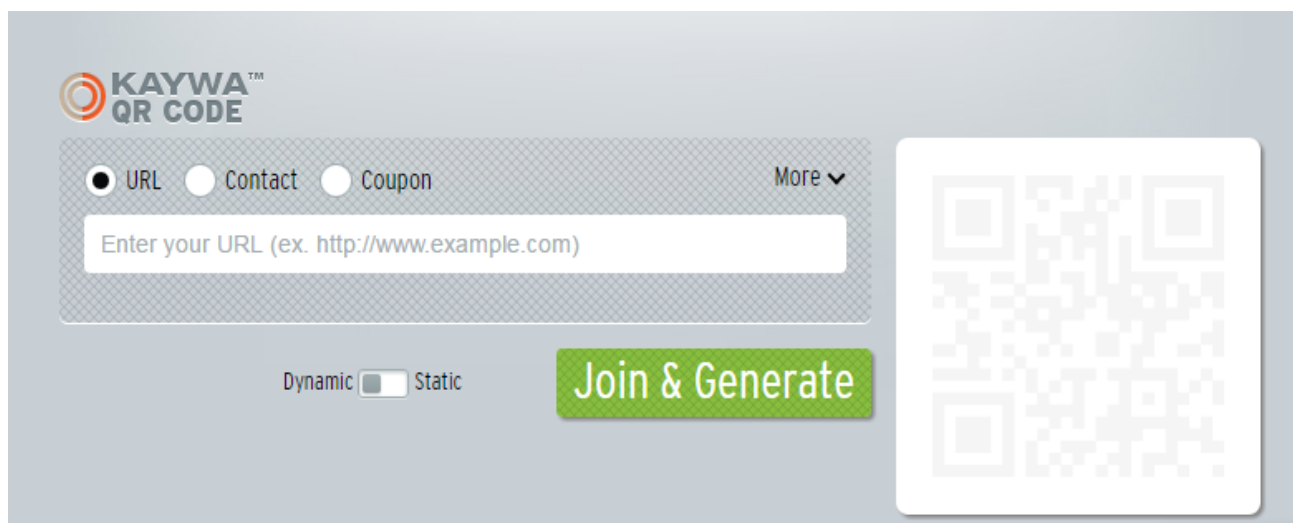 KAYWA™
QR CODE
URL Contact Coupon More
Enter your URL (ex. http://www.example.com)
Dynamic Static
Join & Generate